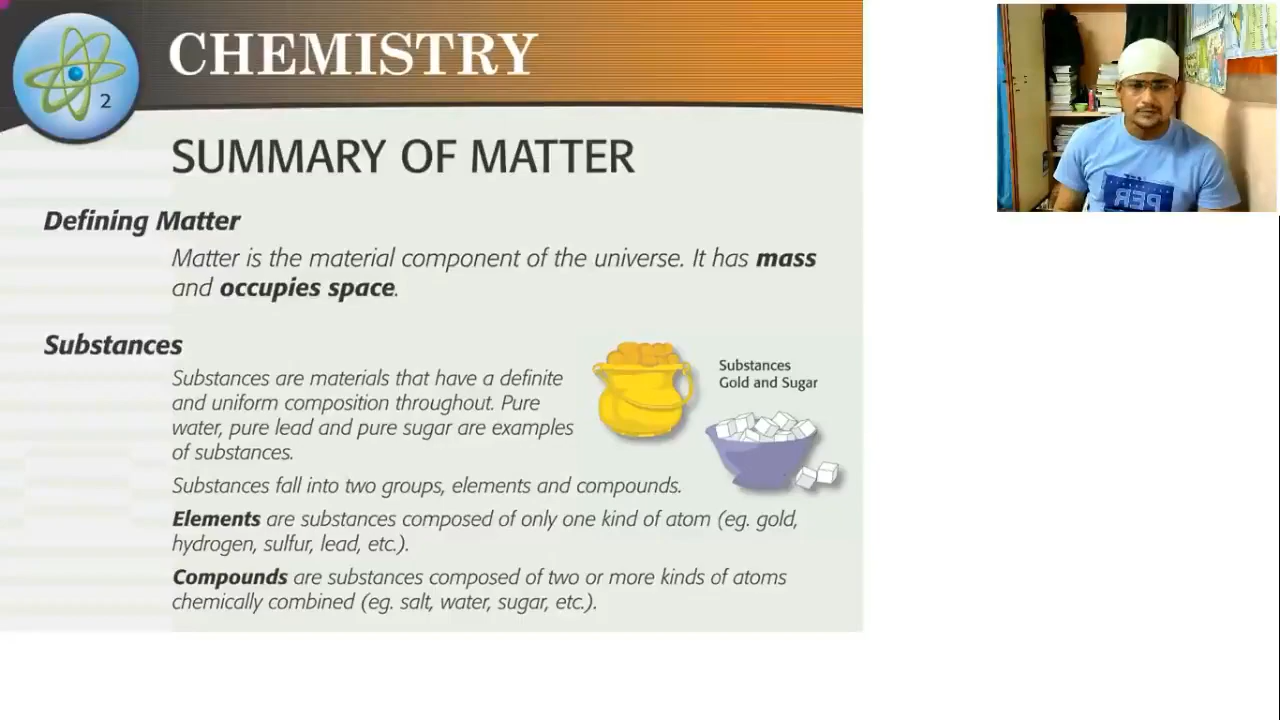 CHEMISTRY
2
SUMMARY OF MATTER
Defining Matter
Matter is the material component of the universe. It has mass
and occupies space.
Substances
Substances are materials that have a definite
and uniform composition throughout. Pure
water, pure lead and pure sugar are examples
of substances.
Substances
Gold and Sugar
Substances fall into two groups, elements and compounds.
Elements are substances composed of only one kind of atom (eg. gold,
hydrogen, sulfur, lead, etc.).
Compounds are substances composed of two or more kinds of atoms
chemically combined (eg. salt, water, sugar, etc.).
PER